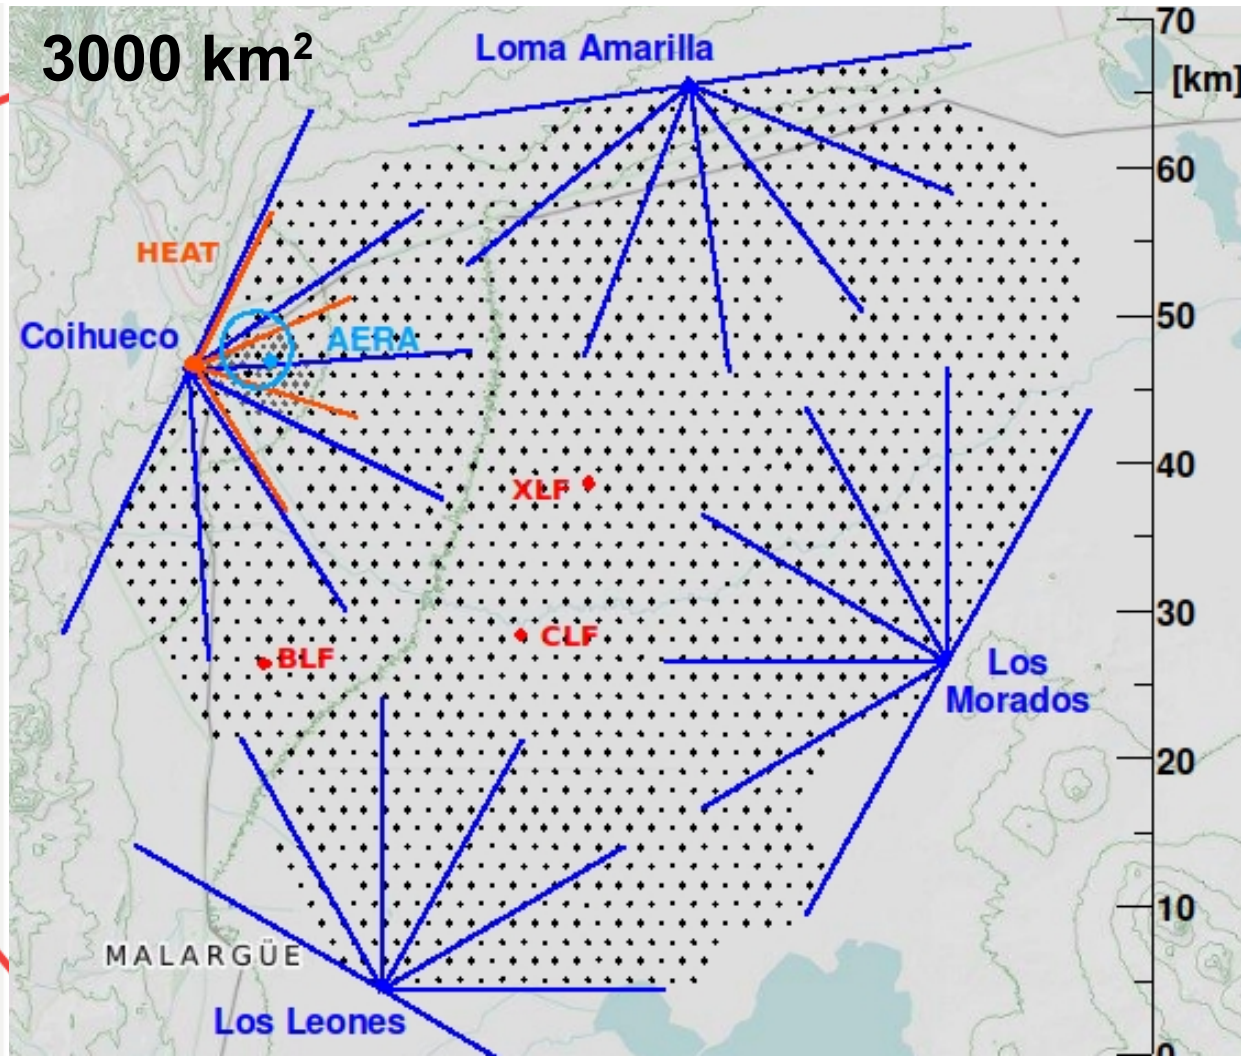 3000 km²
Loma Amarilla
70
[km]
60
HEAT
50
Coihueco
AERA
40
XLF
30
CLF
BLF
Los
Morados
20
10
MALARGÜE
Los Leones
0